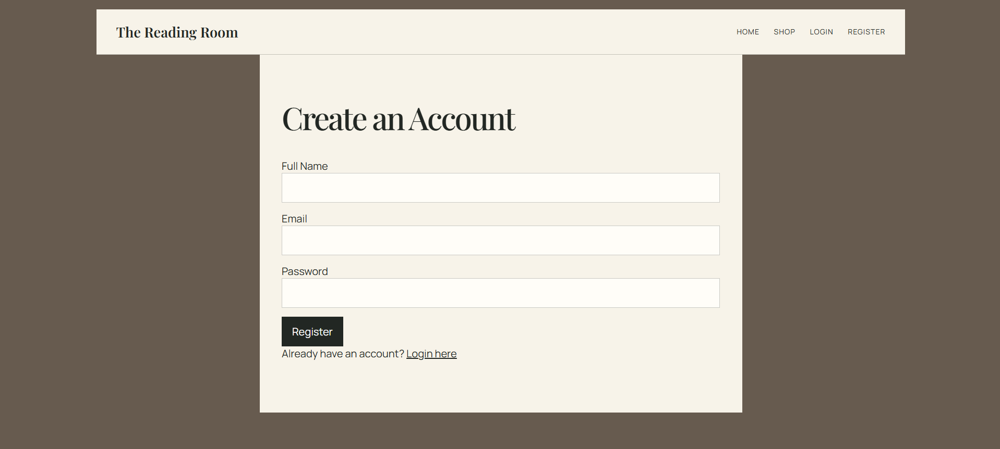 The Reading Room
HOME SHOP LOGIN REGISTER
Create an Account
Full Name
Email
Password
Register
Already have an account? Login here